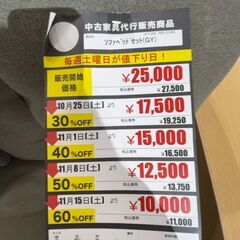 中古家具代行販売商品
ソファベッドセット(GY)
毎週土曜日が値下り日!
販売開始
価格
¥25,000
税込価格
¥27,500
10月25日(土)より
30%OFF
¥17,500
税込価格
¥19,250
11月1日(土)より
40%OFF
¥15,000
税込価格
¥16,500
11月8日(土)より
50%OFF
¥12,500
税込価格
¥13,750
11月15日(土)より
60%OFF
¥10,000
税込価格
¥11,000